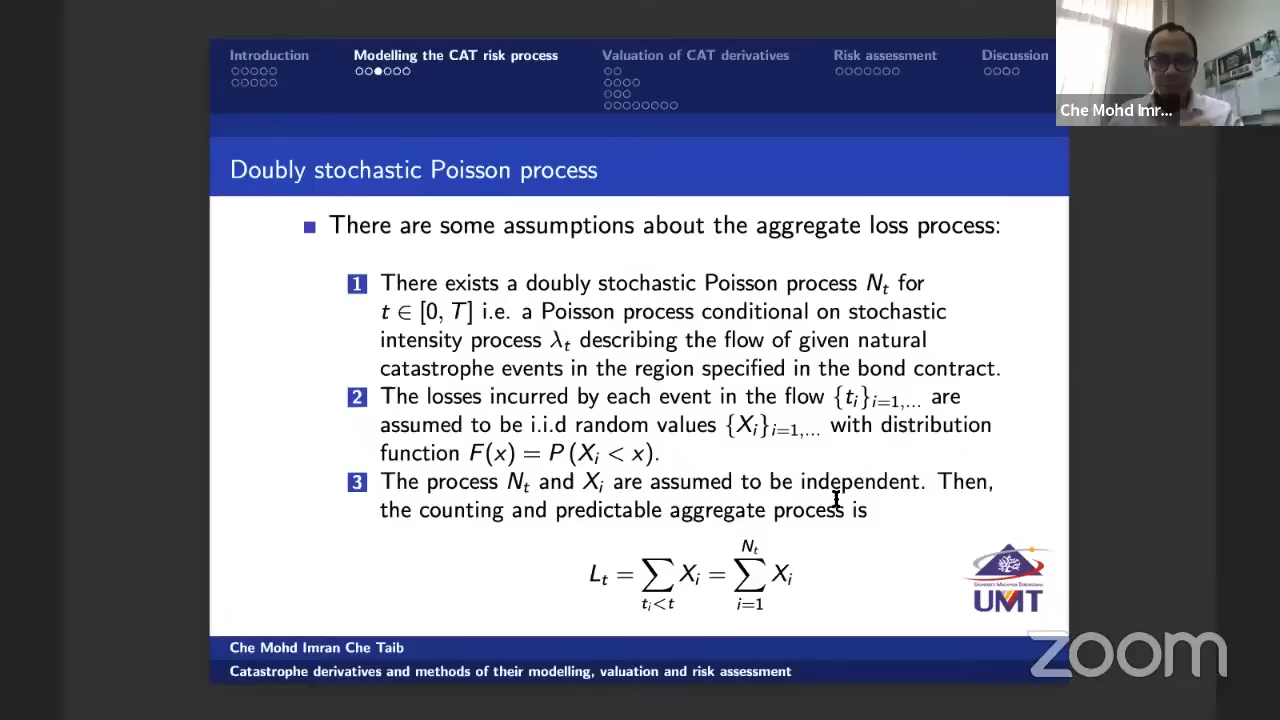 Introduction
Modelling the CAT risk process
Valuation of CAT derivatives
Risk assessment
Discussion
Che Mohd Imr...
Doubly stochastic Poisson process
There are some assumptions about the aggregate loss process:
1 There exists a doubly stochastic Poisson process N_t for
t ∈ [0, T] i.e. a Poisson process conditional on stochastic
intensity process λ_t describing the flow of given natural
catastrophe events in the region specified in the bond contract.
2 The losses incurred by each event in the flow {t_i}_{i=1,...} are
assumed to be i.i.d random values {X_i}_{i=1,...} with distribution
function F(x) = P(X_i < x).
3 The process N_t and X_i are assumed to be independent. Then,
the counting and predictable aggregate process is
L_t = ∑_{t_i<t} X_i = ∑_{i=1}^{N_t} X_i
UMT
Che Mohd Imran Che Taib
Catastrophe derivatives and methods of their modelling, valuation and risk assessment
zoom